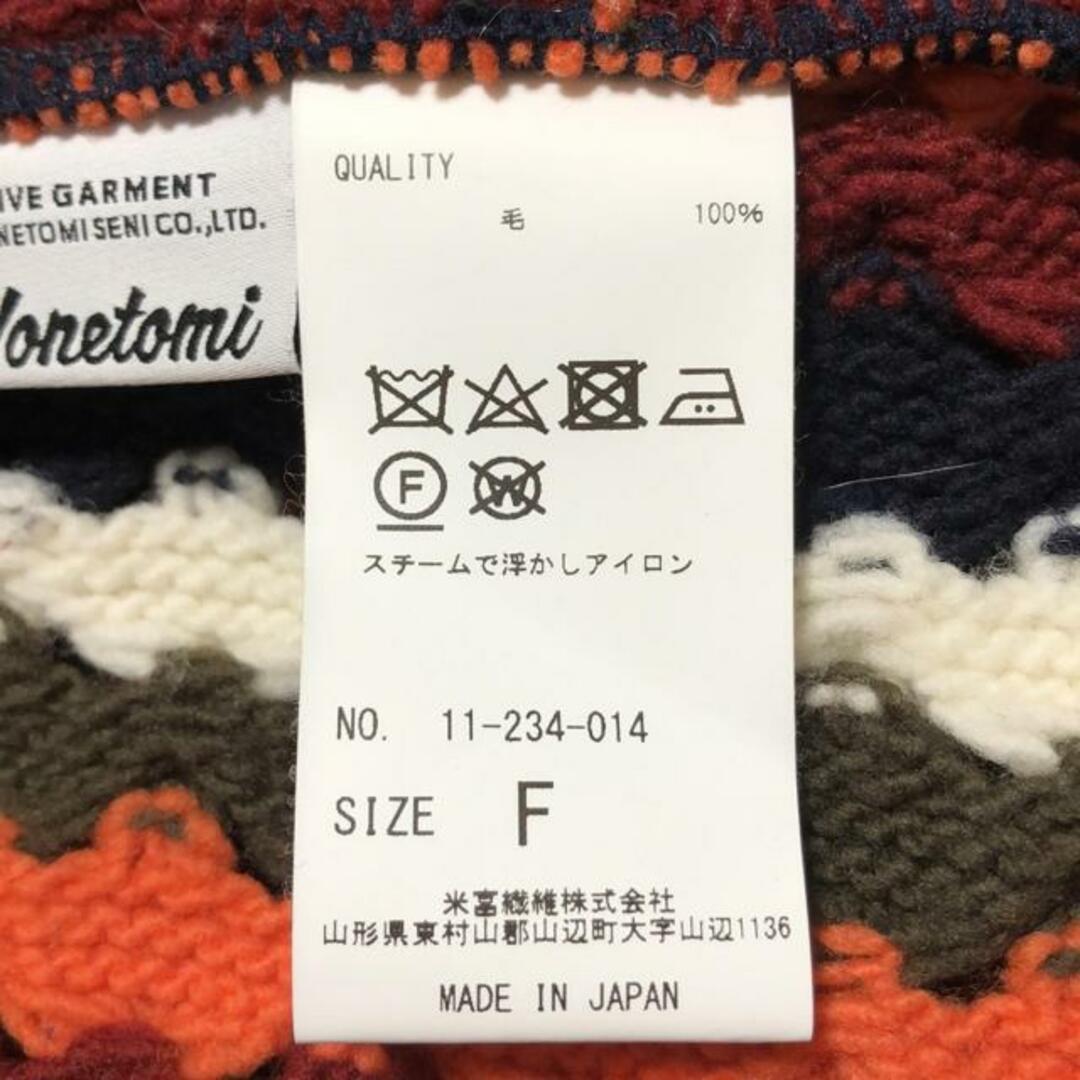 QUALITY
毛 100%
F
W
スチームで浮かしアイロン
NO. 11-234-014
SIZE F
米富繊維株式会社
山形県東村山郡山辺町大字山辺1136
MADE IN JAPAN
IVE GARMENT
NETOMI SENI CO.,LTD.
Yonetomi